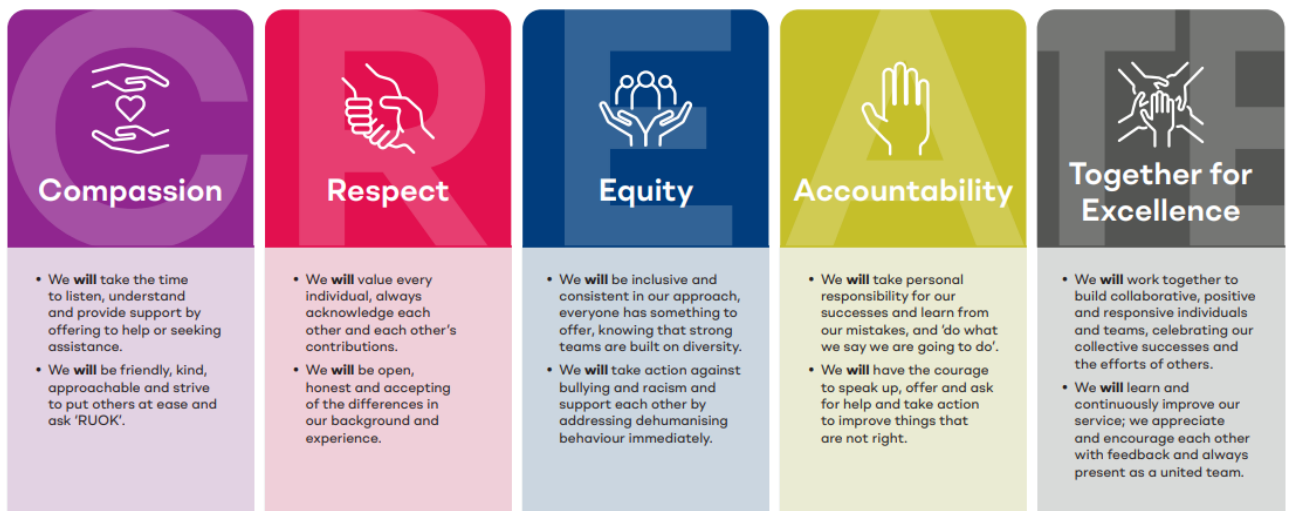 C
Compassion
• We will take the time
to listen, understand
and provide support by
offering to help or seeking
assistance.
• We will be friendly, kind,
approachable and strive
to put others at ease and
ask ‘RUOK’.
R
Respect
• We will value every
individual, always
acknowledge each
other and each other’s
contributions.
• We will be open,
honest and accepting
of the differences in
our background and
experience.
E
Equity
• We will be inclusive and
consistent in our approach,
everyone has something to
offer, knowing that strong
teams are built on diversity.
• We will take action against
bullying and racism and
support each other by
addressing dehumanising
behaviour immediately.
A
Accountability
• We will take personal
responsibility for our
successes and learn from
our mistakes, and ‘do what
we say we are going to do’.
• We will have the courage
to speak up, offer and ask
for help and take action
to improve things that
are not right.
TE
Together for
Excellence
• We will work together to
build collaborative, positive
and responsive individuals
and teams, celebrating our
collective successes and
the efforts of others.
• We will learn and
continuously improve our
service; we appreciate
and encourage each other
with feedback and always
present as a united team.